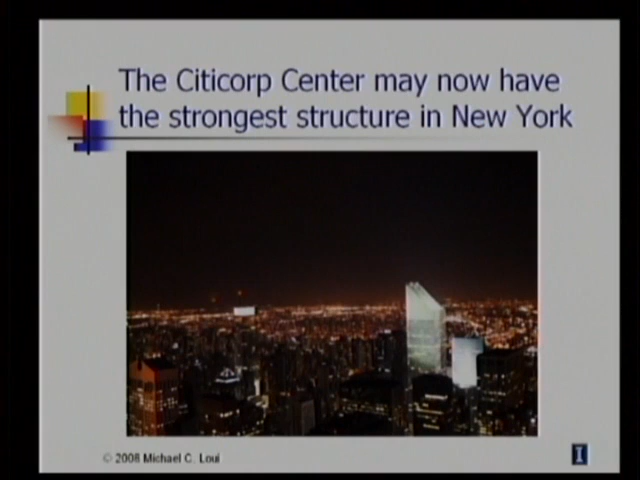 The Citicorp Center may now have
the strongest structure in New York
© 2008 Michael C. Loui
I